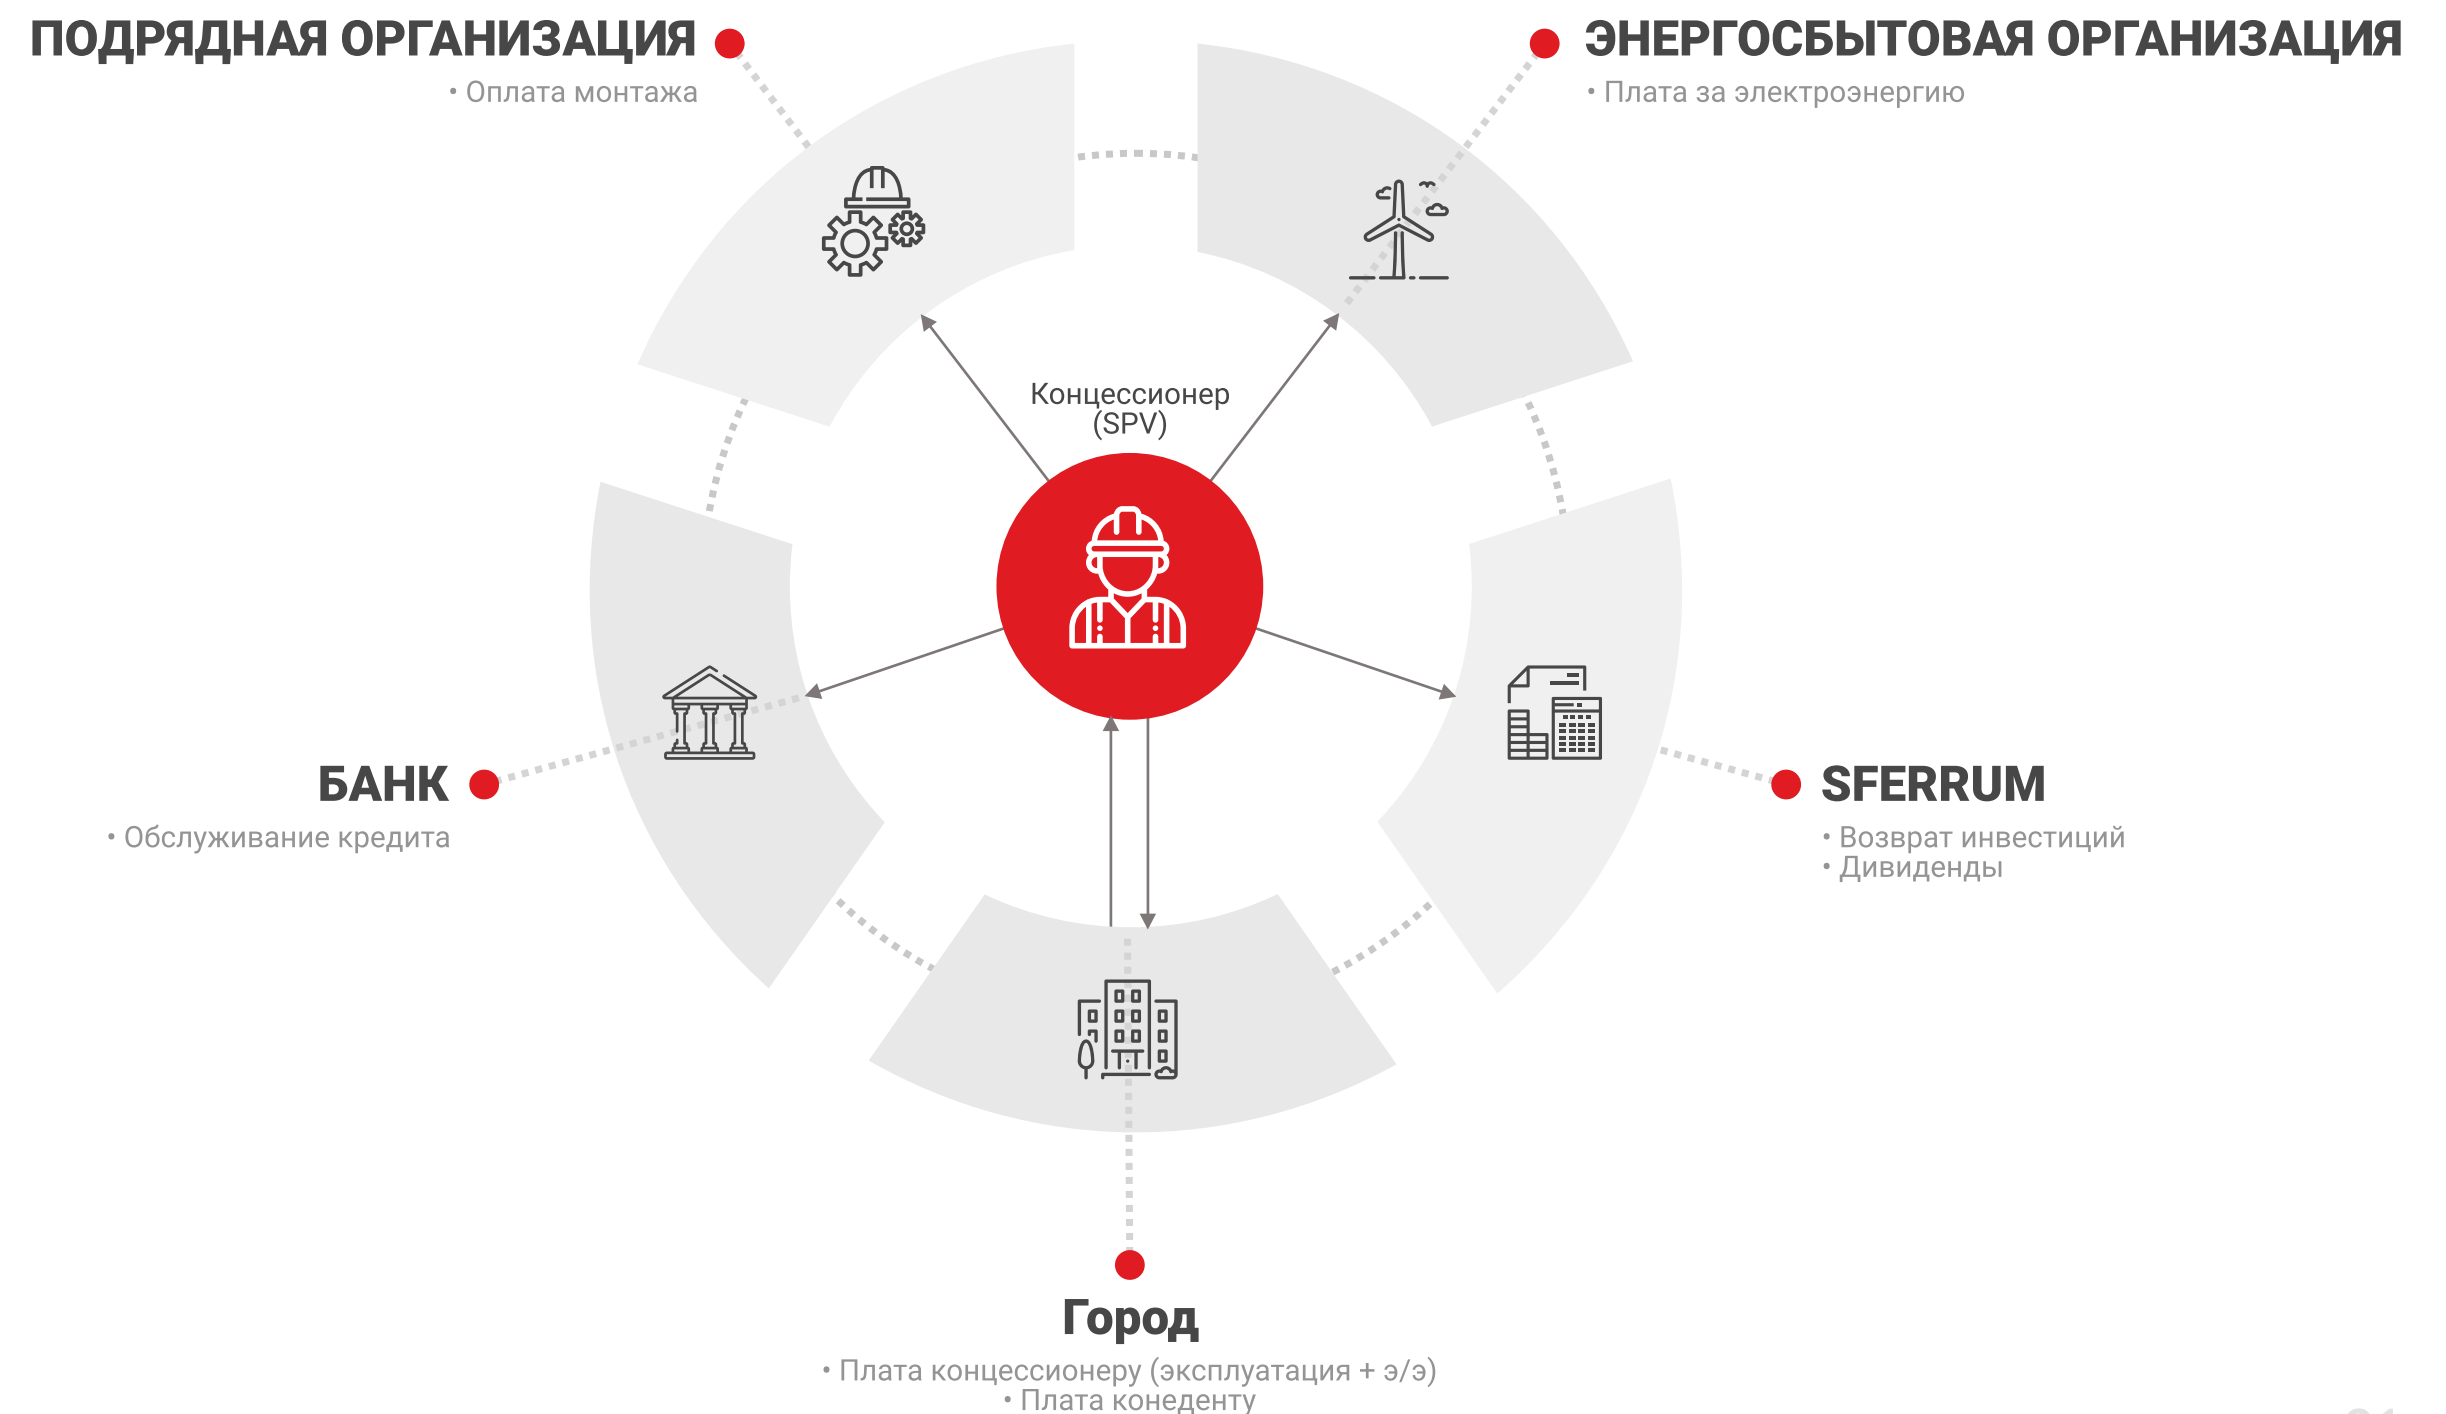 ПОДРЯДНАЯ ОРГАНИЗАЦИЯ
• Оплата монтажа
ЭНЕРГОСБЫТОВАЯ ОРГАНИЗАЦИЯ
• Плата за электроэнергию
Концессионер
(SPV)
БАНК
• Обслуживание кредита
SFERRUM
• Возврат инвестиций
• Дивиденды
Город
• Плата концессионеру (эксплуатация + э/э)
• Плата конеденту